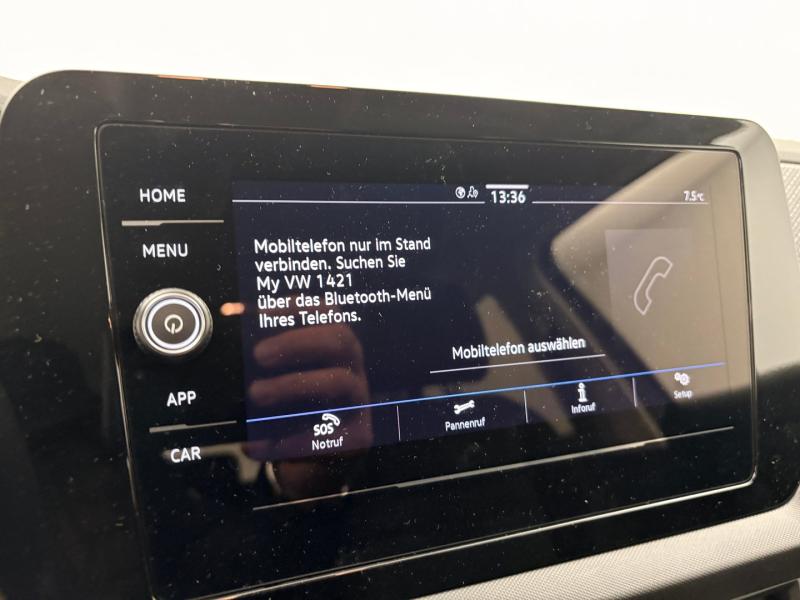 HOME
MENU
APP
CAR
13:36
7.5°C
Mobiltelefon nur im Stand
verbinden. Suchen Sie
My VW 1421
über das Bluetooth-Menü
Ihres Telefons.
Mobiltelefon auswählen
SOS
Notruf
Pannenruf
Inforuf
Setup